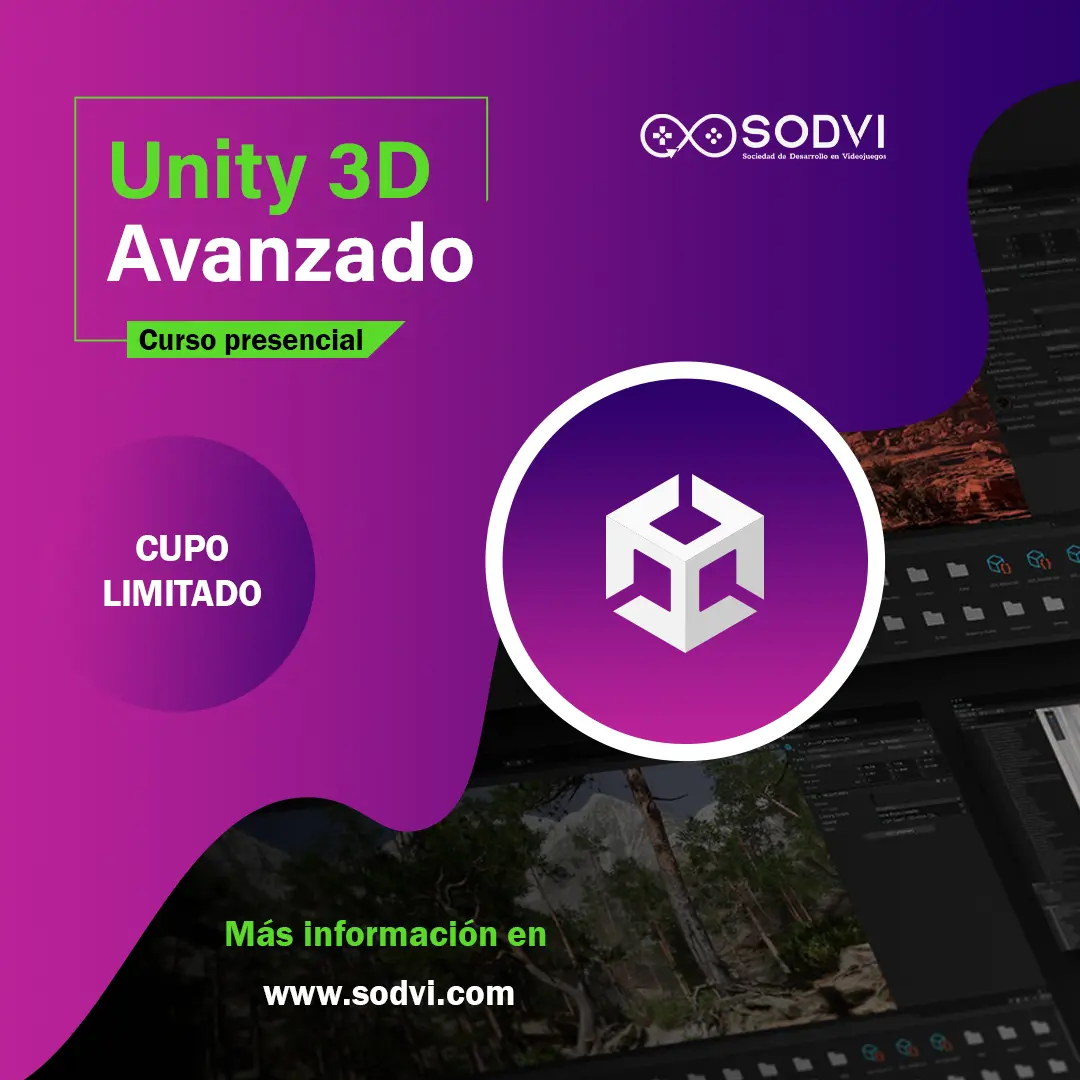 Unity 3D
Avanzado
Curso presencial
SODVI
Sociedad de Desarrollo en Videojuegos
CUPO
LIMITADO
Más información en
www.sodvi.com